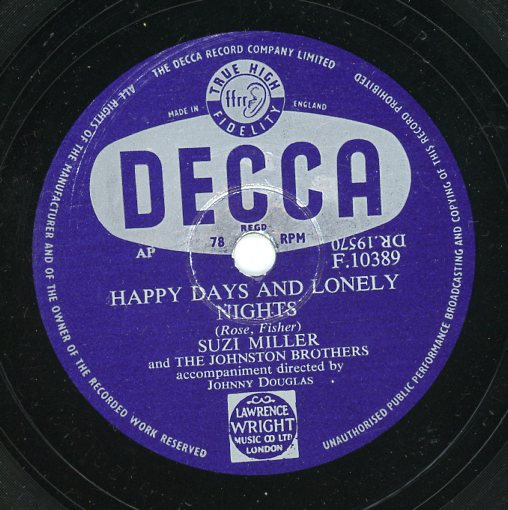 THE DECCA RECORD COMPANY LIMITED
ALL RIGHTS OF THE MANUFACTURER AND OF THE OWNER OF THE RECORDED WORK RESERVED
UNAUTHORISED PUBLIC PERFORMANCE BROADCASTING AND COPYING OF THIS RECORD PROHIBITED
TRUE HIGH
ffrr
FIDELITY
MADE IN ENGLAND
DECCA
REGD
AP 78 RPM DR.19570
F.10389
HAPPY DAYS AND LONELY
NIGHTS
(Rose, Fisher)
SUZI MILLER
and THE JOHNSTON BROTHERS
accompaniment directed by
JOHNNY DOUGLAS
LAWRENCE
WRIGHT
MUSIC CO LTD
LONDON